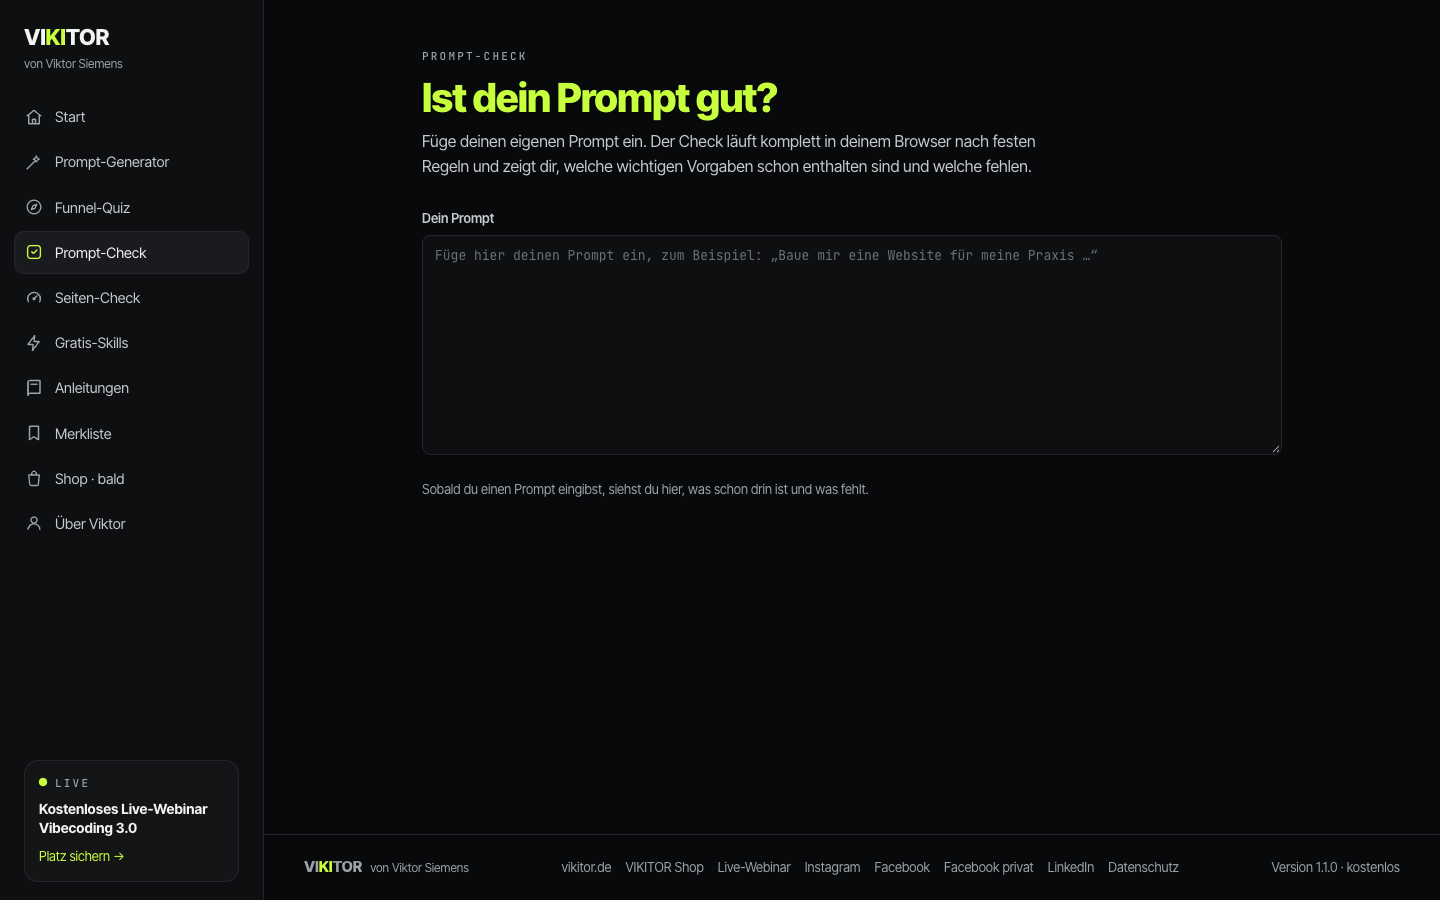 VIKITOR
von Viktor Siemens
Start
Prompt-Generator
Funnel-Quiz
Prompt-Check
Seiten-Check
Gratis-Skills
Anleitungen
Merkliste
Shop · bald
Über Viktor
LIVE
Kostenloses Live-Webinar
Vibecoding 3.0
Platz sichern →
PROMPT-CHECK
Ist dein Prompt gut?
Füge deinen eigenen Prompt ein. Der Check läuft komplett in deinem Browser nach festen
Regeln und zeigt dir, welche wichtigen Vorgaben schon enthalten sind und welche fehlen.
Dein Prompt
Füge hier deinen Prompt ein, zum Beispiel: „Baue mir eine Website für meine Praxis …“
Sobald du einen Prompt eingibst, siehst du hier, was schon drin ist und was fehlt.
VIKITOR von Viktor Siemens vikitor.de VIKITOR Shop Live-Webinar Instagram Facebook Facebook privat LinkedIn Datenschutz Version 1.1.0 · kostenlos